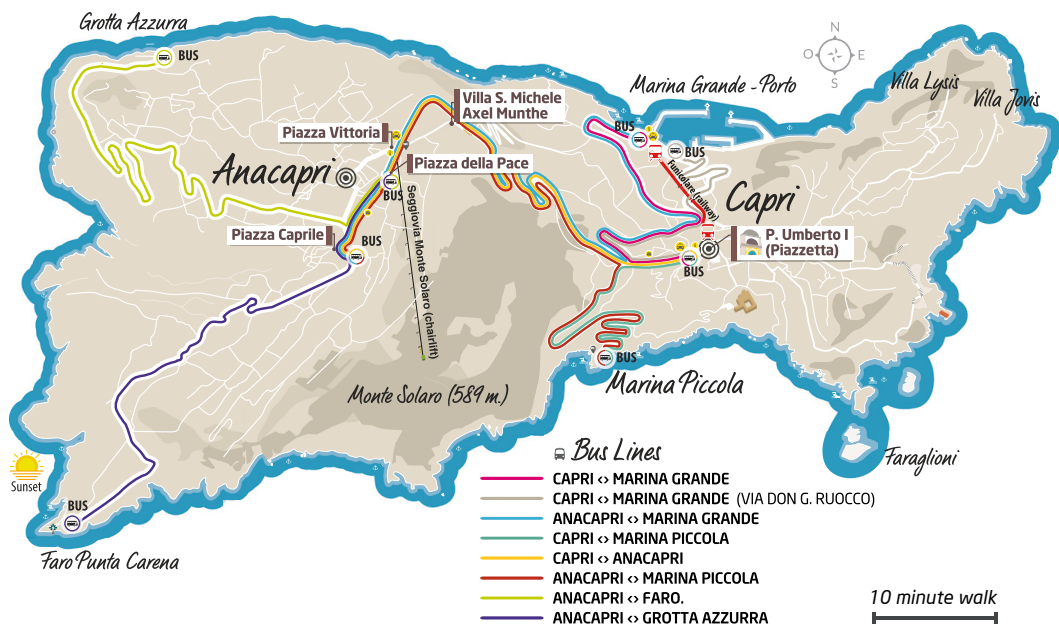 Grotta Azzurra
BUS
N
O
E
S
Villa Lysis
Villa Jovis
Marina Grande - Porto
Villa S. Michele
Axel Munthe
Piazza Vittoria
BUS
BUS
Anacapri
Piazza della Pace
Funicolare (railway)
BUS
Capri
Seggiovia Monte Solaro (chairlift)
Piazza Caprile
BUS
P. Umberto I
(Piazzetta)
BUS
BUS
Marina Piccola
Monte Solaro (589 m.)
Faraglioni
Sunset
BUS
Faro Punta Carena
Bus Lines
CAPRI <> MARINA GRANDE
CAPRI <> MARINA GRANDE (VIA DON G. RUOCCO)
ANACAPRI <> MARINA GRANDE
CAPRI <> MARINA PICCOLA
CAPRI <> ANACAPRI
ANACAPRI <> MARINA PICCOLA
ANACAPRI <> FARO.
ANACAPRI <> GROTTA AZZURRA
10 minute walk